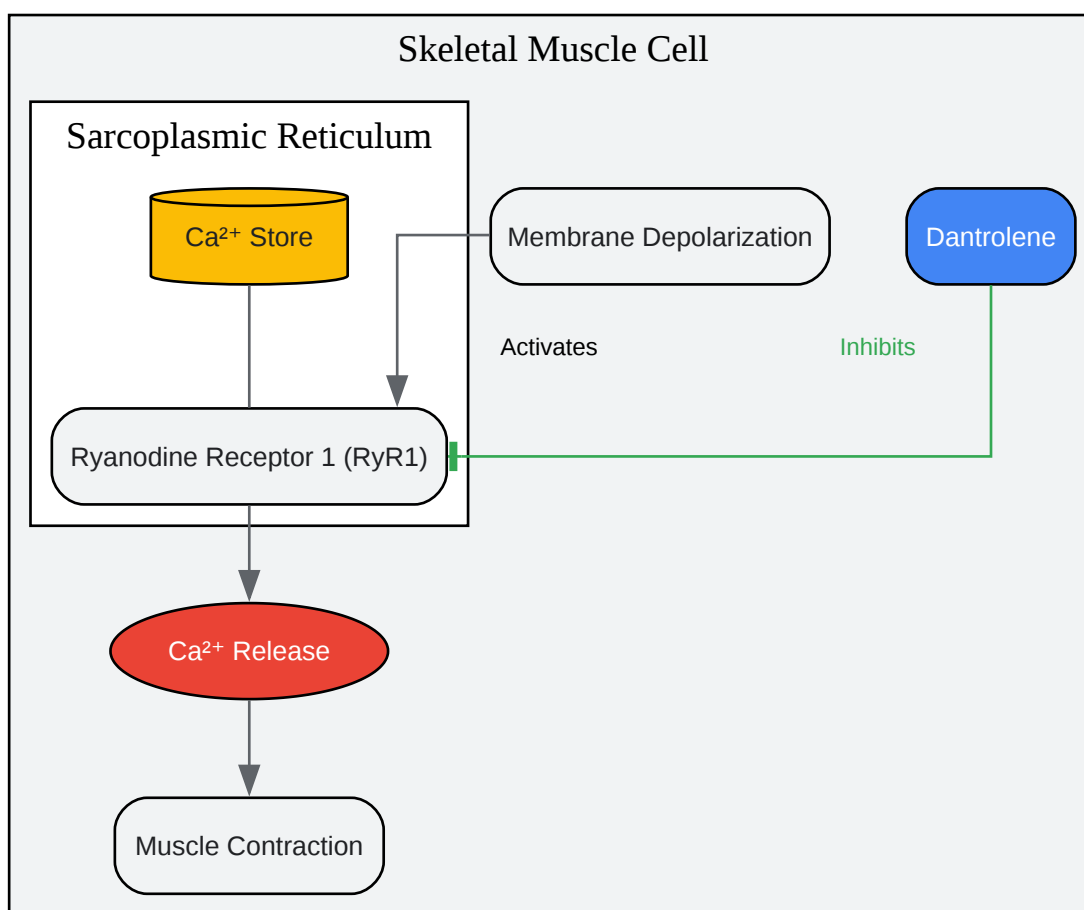 Skeletal Muscle Cell
Sarcoplasmic Reticulum
Ca²⁺ Store
Membrane Depolarization
Dantrolene
Activates
Inhibits
Ryanodine Receptor 1 (RyR1)
Ca²⁺ Release
Muscle Contraction